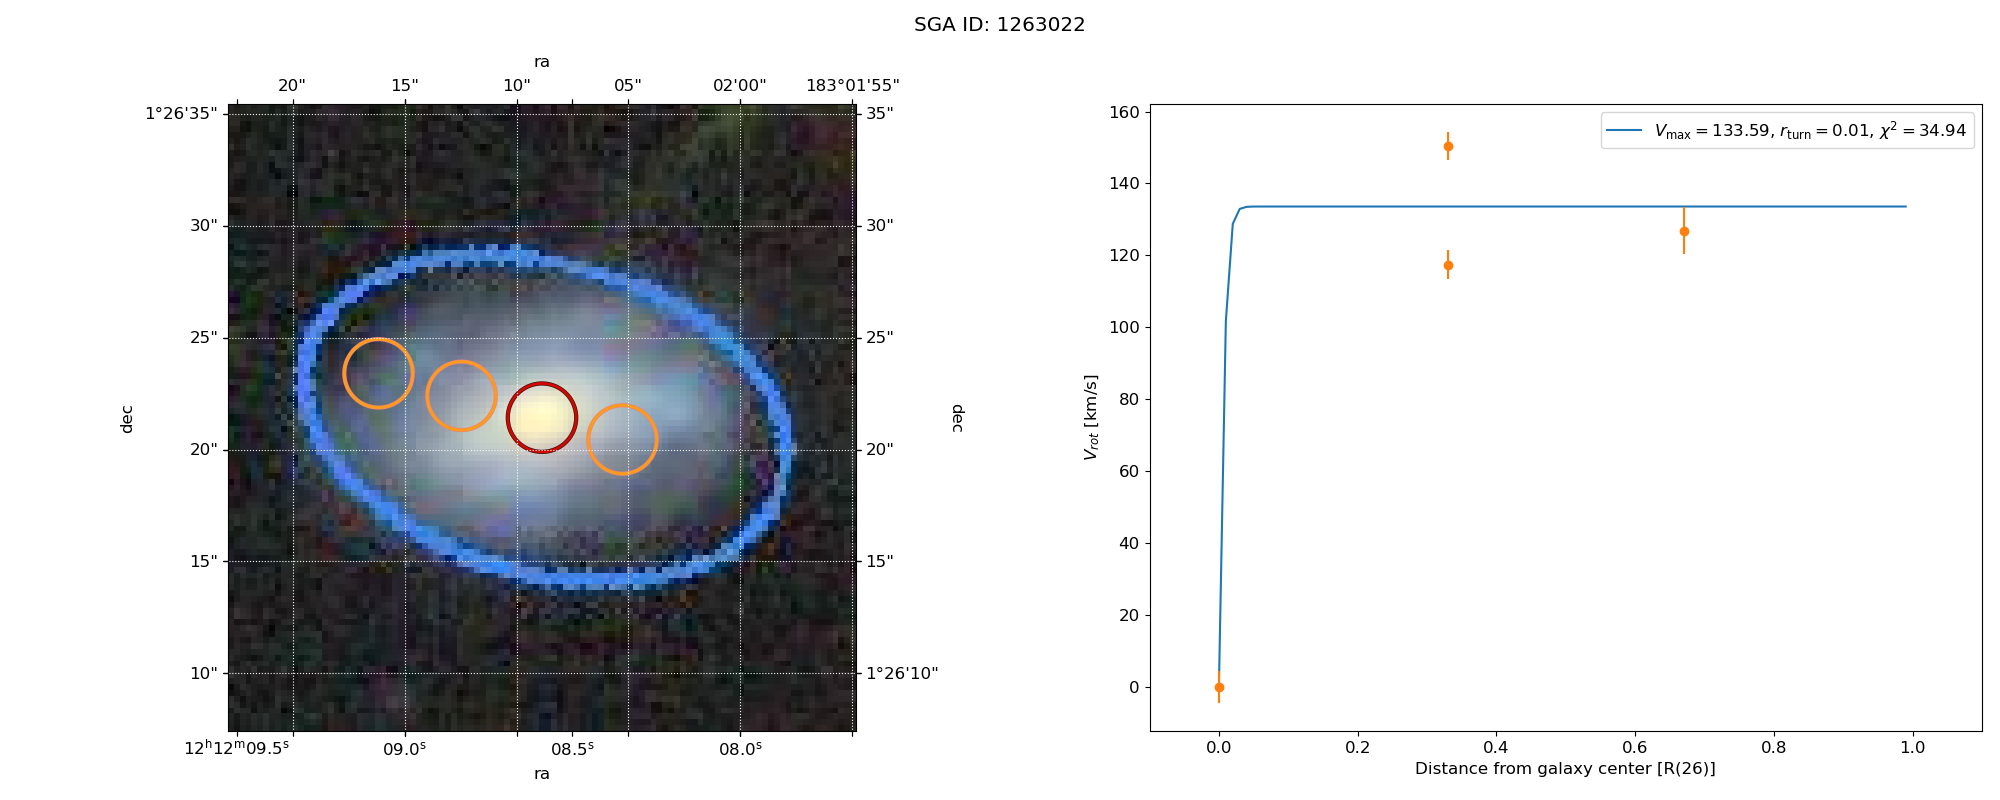 SGA ID: 1263022
ra
20" 15" 10" 05" 02'00" 183°01'55"
1°26'35" 35"
30" 30"
25" 25"
dec dec
20" 20"
15" 15"
10" 1°26'10"
12h12m09.5s 09.0s 08.5s 08.0s
ra
Vmax = 133.59, rturn = 0.01, χ² = 34.94
160
140
120
100
80
60
40
20
0
Vrot [km/s]
0.0 0.2 0.4 0.6 0.8 1.0
Distance from galaxy center [R(26)]